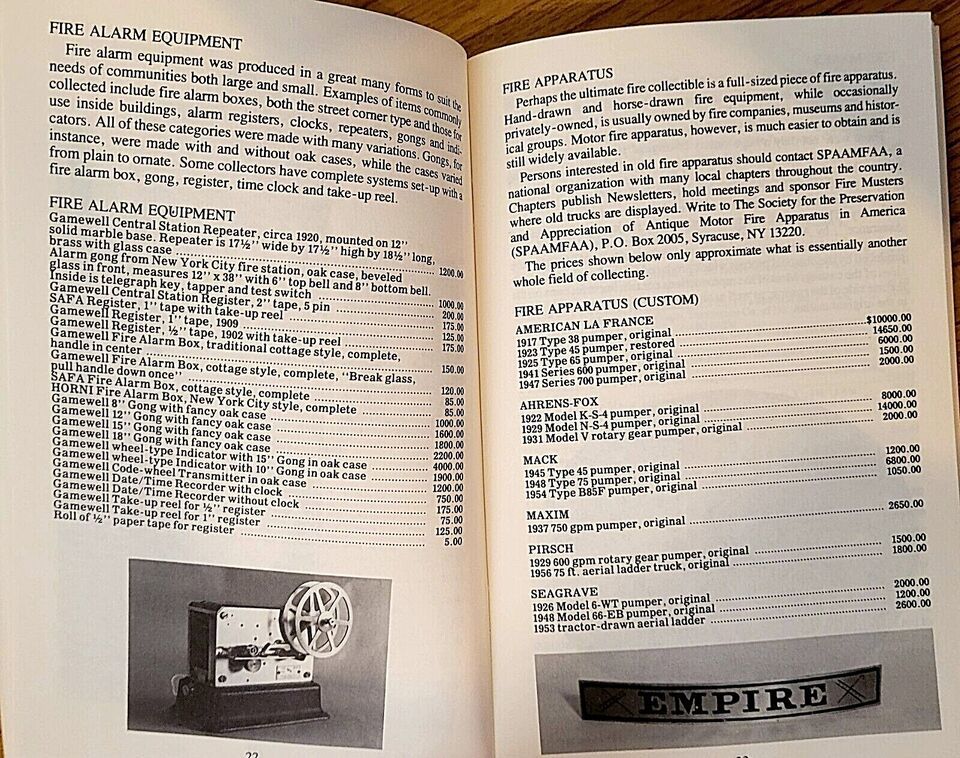 FIRE ALARM EQUIPMENT
Fire alarm equipment was produced in a great many forms to suit the
needs of communities both large and small. Examples of items commonly
collected include fire alarm boxes, both the street corner type and those for
use inside buildings, alarm registers, clocks, repeaters, gongs and indi-
cators. All of these categories were made with many variations. Gongs, for
instance, were made with and without oak cases, while the cases varied
from plain to ornate. Some collectors have complete systems set-up with a
fire alarm box, gong, register, time clock and take-up reel.
FIRE ALARM EQUIPMENT
Gamewell Central Station Repeater, circa 1920, mounted on 12''
solid marble base. Repeater is 17½'' wide by 17½'' high by 18½'' long,
brass with glass case 1200.00
Alarm gong from New York City fire station, oak case, beveled
glass in front, measures 12'' x 38'' with 6'' top bell and 8'' bottom bell.
Inside is telegraph key, tapper and test switch 1000.00
Gamewell Central Station Register, 2'' tape, 5 pin 200.00
SAFA Register, 1'' tape with take-up reel 175.00
Gamewell Register, 1'' tape, 1909 125.00
Gamewell Register, ½'' tape, 1902 with take-up reel 175.00
Gamewell Fire Alarm Box, traditional cottage style, complete,
handle in center 150.00
Gamewell Fire Alarm Box, cottage style, complete, "Break glass,
pull handle down once" 120.00
SAFA Fire Alarm Box, cottage style, complete 85.00
HORNI Fire Alarm Box, New York City style, complete 85.00
Gamewell 8'' Gong with fancy oak case 1000.00
Gamewell 12'' Gong with fancy oak case 1600.00
Gamewell 15'' Gong with fancy oak case 1800.00
Gamewell 18'' Gong with fancy oak case 2200.00
Gamewell wheel-type Indicator with 15'' Gong in oak case 4000.00
Gamewell wheel-type Indicator with 10'' Gong in oak case 1900.00
Gamewell Code-wheel Transmitter in oak case 1200.00
Gamewell Date/Time Recorder with clock 750.00
Gamewell Date/Time Recorder without clock 175.00
Gamewell Take-up reel for ½'' register 75.00
Gamewell Take-up reel for 1'' register 125.00
Roll of ½'' paper tape for register 5.00
22
FIRE APPARATUS
Perhaps the ultimate fire collectible is a full-sized piece of fire apparatus.
Hand-drawn and horse-drawn fire equipment, while occasionally
privately-owned, is usually owned by fire companies, museums and histor-
ical groups. Motor fire apparatus, however, is much easier to obtain and is
still widely available.
Persons interested in old fire apparatus should contact SPAAMFAA, a
national organization with many local chapters throughout the country.
Chapters publish Newsletters, hold meetings and sponsor Fire Musters
where old trucks are displayed. Write to The Society for the Preservation
and Appreciation of Antique Motor Fire Apparatus in America
(SPAAMFAA), P.O. Box 2005, Syracuse, NY 13220.
The prices shown below only approximate what is essentially another
whole field of collecting.
FIRE APPARATUS (CUSTOM)
AMERICAN LA FRANCE
1917 Type 38 pumper, original $10000.00
1923 Type 45 pumper, restored 14650.00
1925 Type 65 pumper, original 6000.00
1941 Series 600 pumper, original 1500.00
1947 Series 700 pumper, original 2000.00
AHRENS-FOX
1922 Model K-S-4 pumper, original 8000.00
1929 Model N-S-4 pumper, original 14000.00
1931 Model V rotary gear pumper, original 2000.00
MACK
1945 Type 45 pumper, original 1200.00
1948 Type 75 pumper, original 6800.00
1954 Type B85F pumper, original 1050.00
MAXIM
1937 750 gpm pumper, original 2650.00
PIRSCH
1929 600 gpm rotary gear pumper, original 1500.00
1956 75 ft. aerial ladder truck, original 1800.00
SEAGRAVE
1926 Model 6-WT pumper, original 2000.00
1948 Model 66-EB pumper, original 1200.00
1953 tractor-drawn aerial ladder 2600.00
EMPIRE